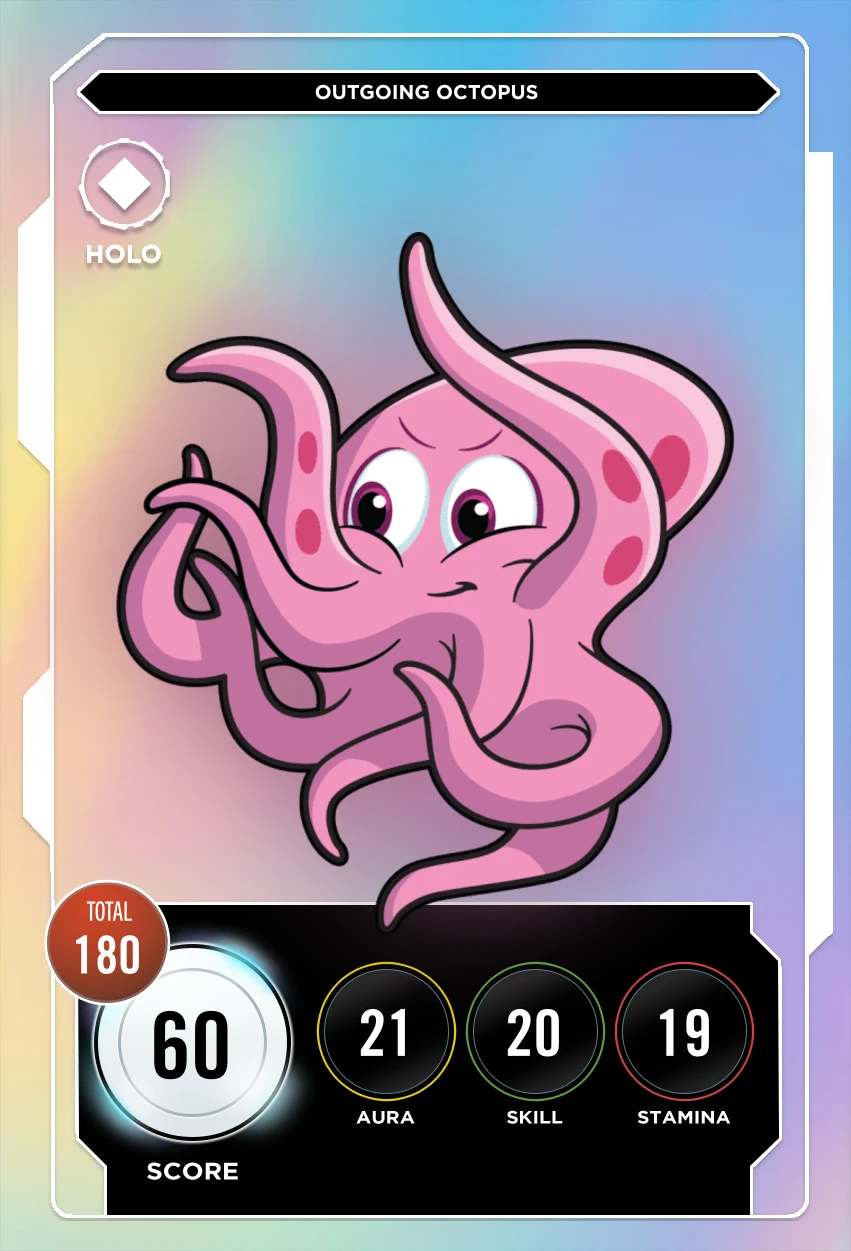 OUTGOING OCTOPUS
HOLO
TOTAL
180
60
SCORE
21
AURA
20
SKILL
19
STAMINA